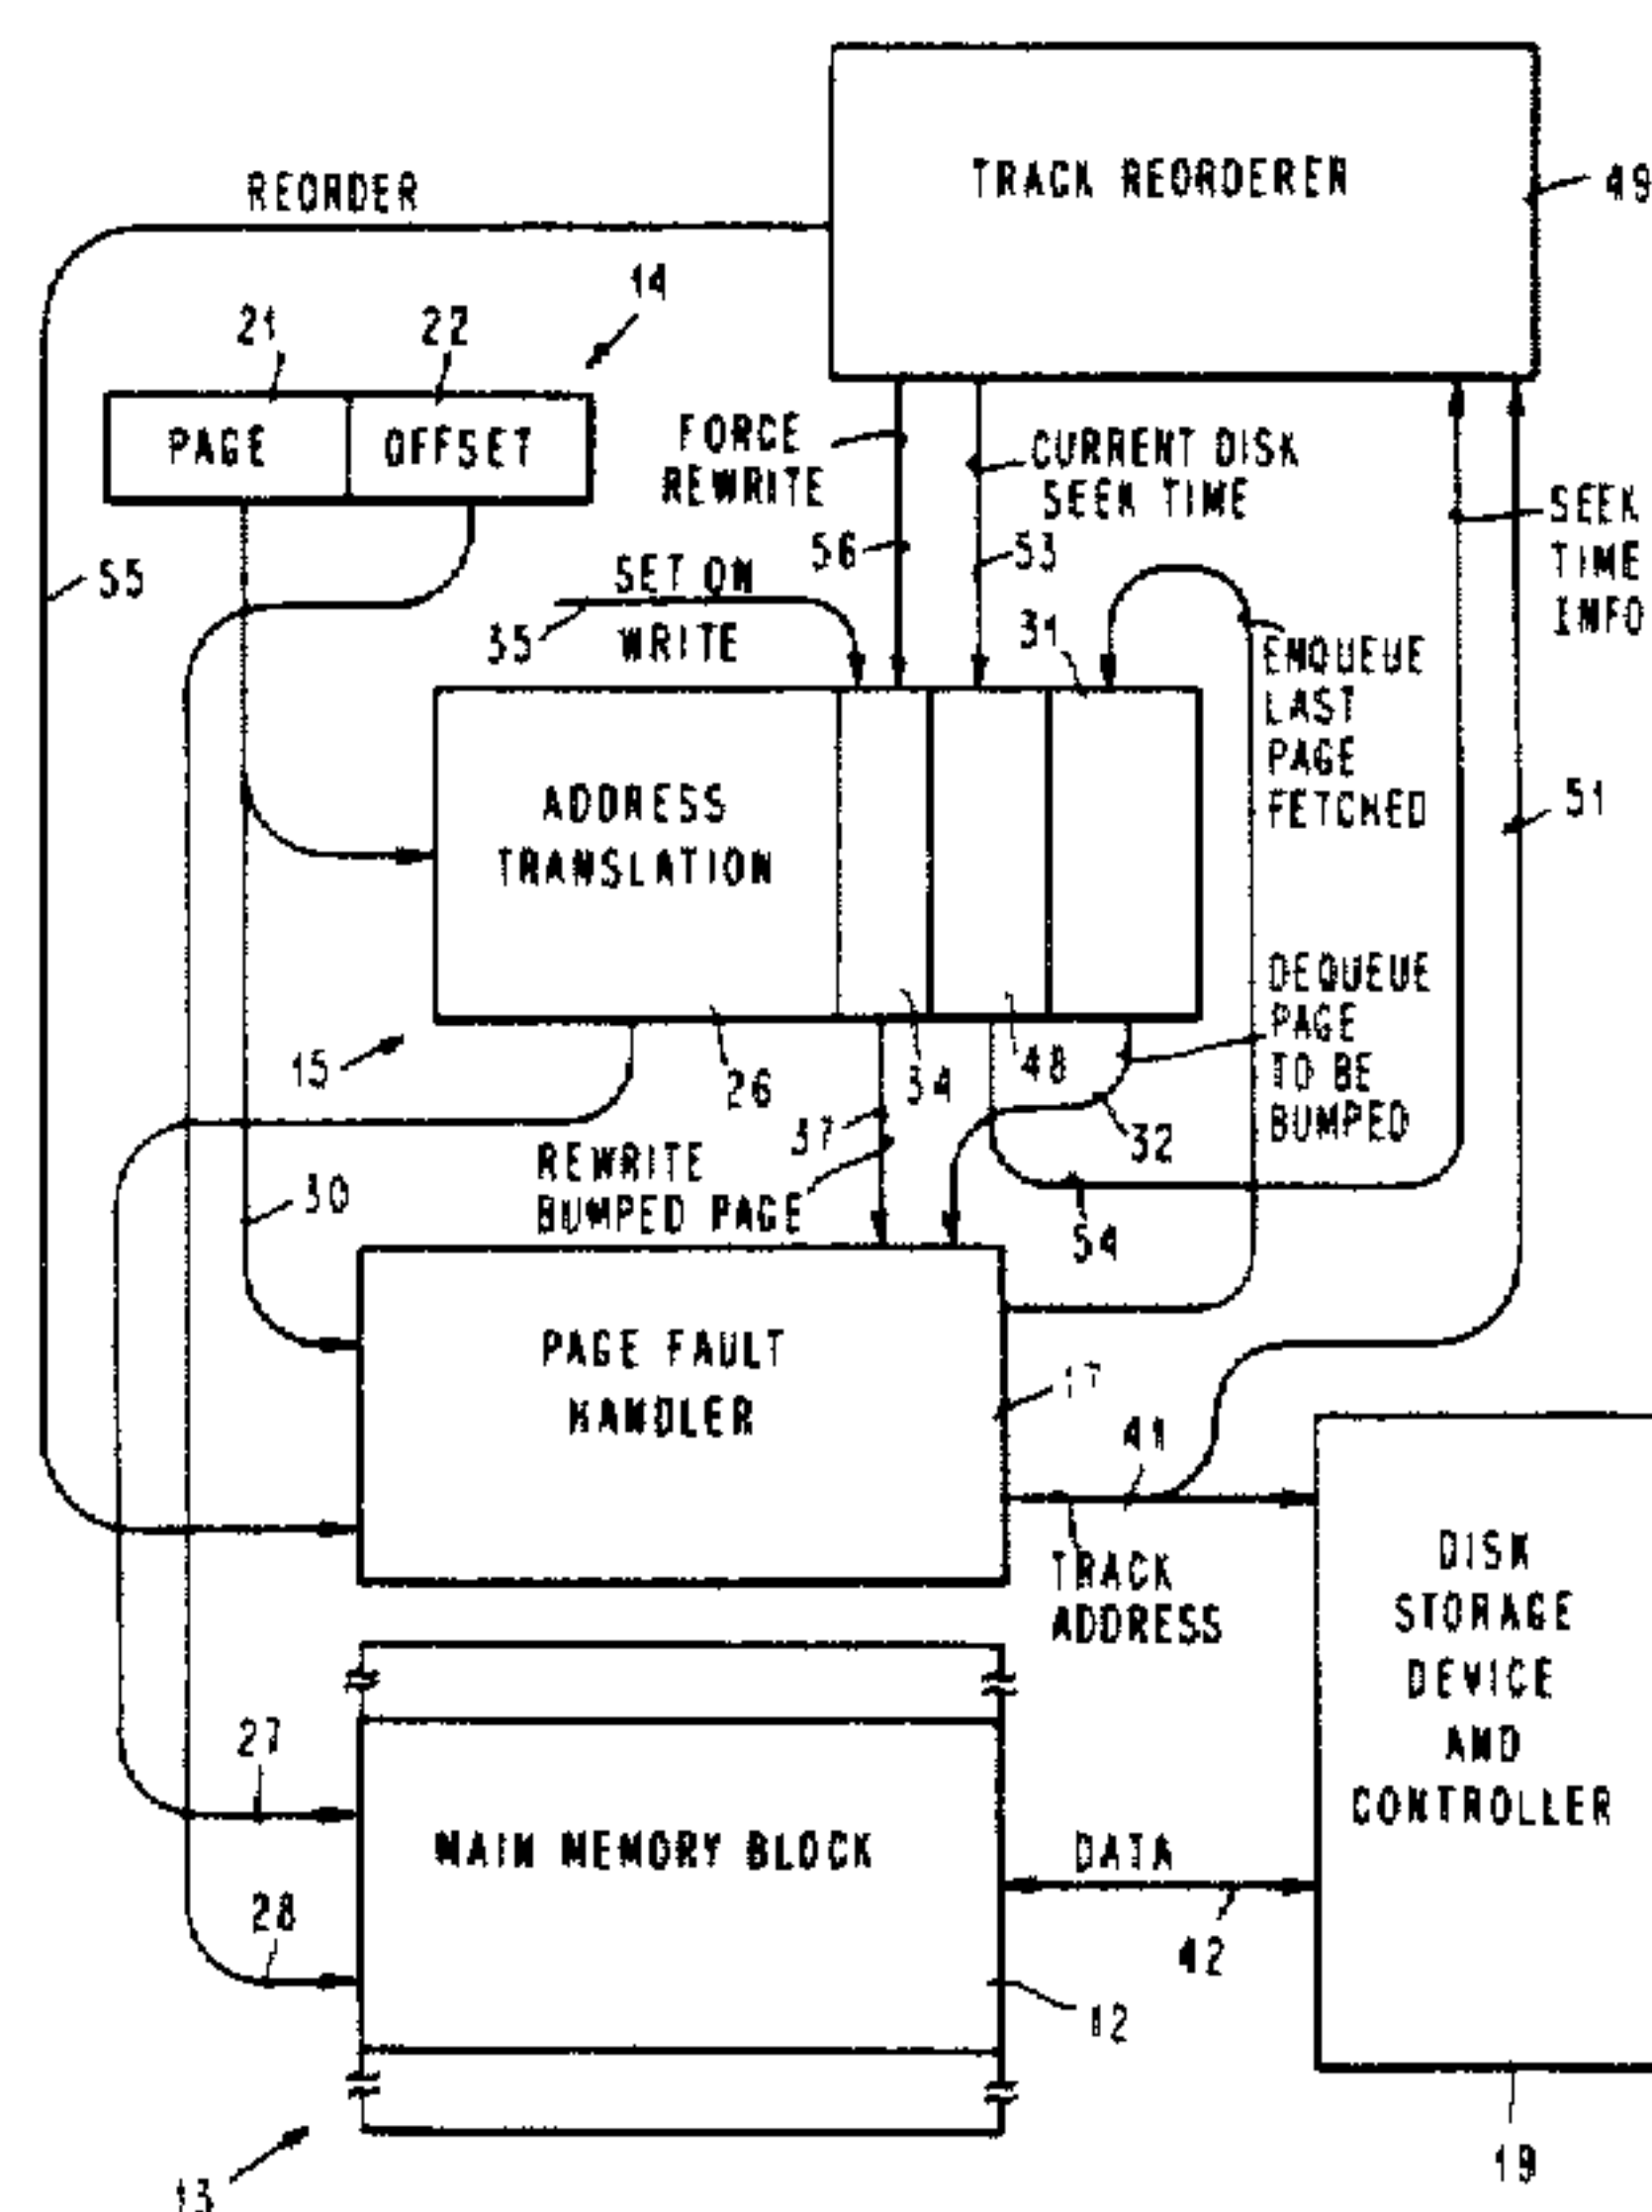 TRACK REORDERER
49
REORDER
14
21
22
PAGE
OFFSET
FORCE
REWRITE
CURRENT DISK
SEEK TIME
SEEK
TIME
INFO
56
53
55
SET ON
WRITE
35
31
ENQUEUE
LAST
PAGE
FETCHED
51
ADDRESS
TRANSLATION
DEQUEUE
PAGE
TO BE
BUMPED
15
26
34
48
37
32
REWRITE
BUMPED PAGE
54
30
PAGE FAULT
HANDLER
17
41
TRACK
ADDRESS
DISK
STORAGE
DEVICE
AND
CONTROLLER
27
MAIN MEMORY BLOCK
DATA
28
42
12
13
19